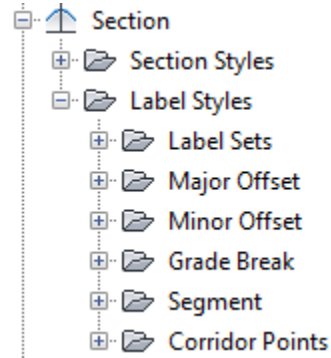 Section
Section Styles
Label Styles
Label Sets
Major Offset
Minor Offset
Grade Break
Segment
Corridor Points